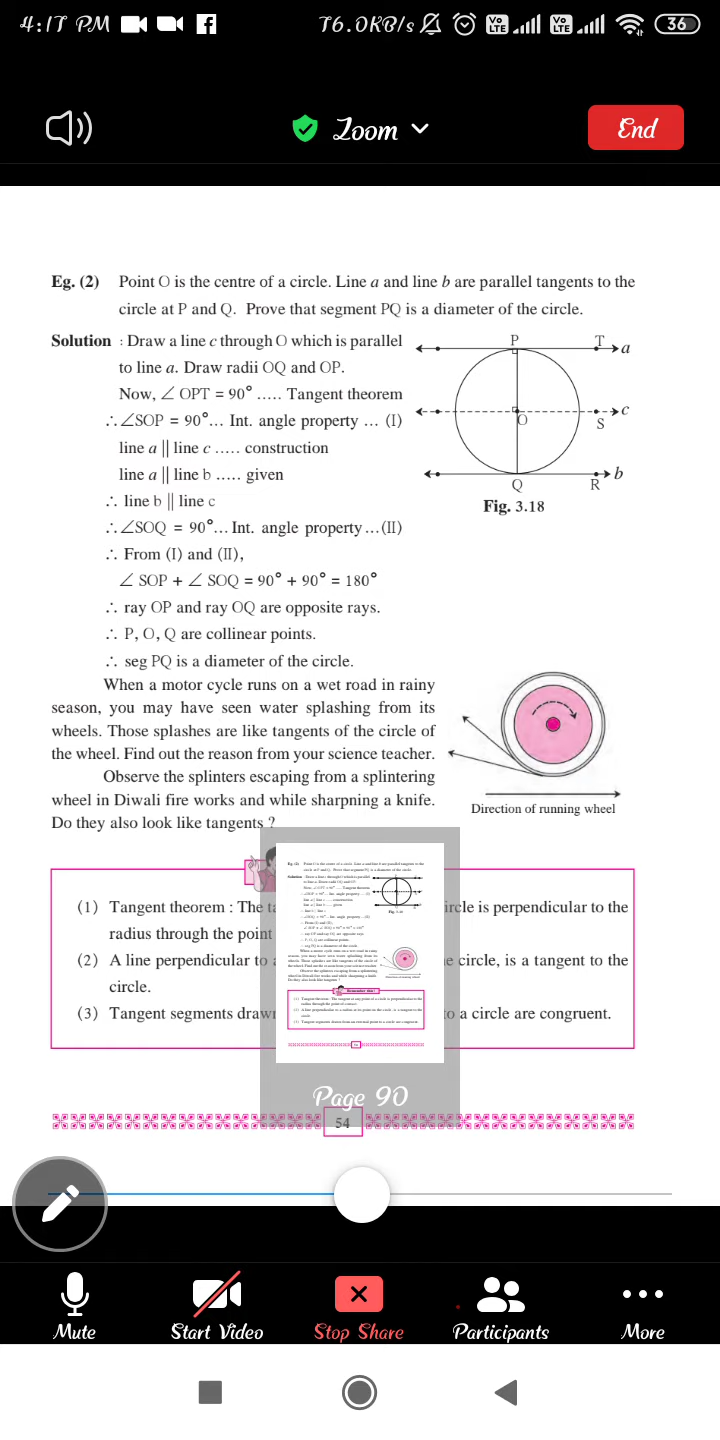 4:17 PM
76.0KB/s
Vo LTE
Vo LTE
36
Zoom
End
Eg. (2) Point O is the centre of a circle. Line a and line b are parallel tangents to the
circle at P and Q. Prove that segment PQ is a diameter of the circle.
Solution : Draw a line c through O which is parallel
to line a. Draw radii OQ and OP.
Now, ∠ OPT = 90° ..... Tangent theorem
∴ ∠SOP = 90°... Int. angle property ... (I)
line a || line c ..... construction
line a || line b ..... given
∴ line b || line c
∴ ∠SOQ = 90°... Int. angle property ...(II)
∴ From (I) and (II),
∠ SOP + ∠ SOQ = 90° + 90° = 180°
∴ ray OP and ray OQ are opposite rays.
∴ P, O, Q are collinear points.
∴ seg PQ is a diameter of the circle.
P
T
a
O
S
c
Q
R
b
Fig. 3.18
When a motor cycle runs on a wet road in rainy
season, you may have seen water splashing from its
wheels. Those splashes are like tangents of the circle of
the wheel. Find out the reason from your science teacher.
Observe the splinters escaping from a splintering
wheel in Diwali fire works and while sharpning a knife.
Do they also look like tangents ?
Direction of running wheel
(1) Tangent theorem : The ircle is perpendicular to the
radius through the point
(2) A line perpendicular to circle, is a tangent to the
circle.
(3) Tangent segments a circle are congruent.
Remember this !
Page 90
54
Mute
Start Video
Stop Share
Participants
More